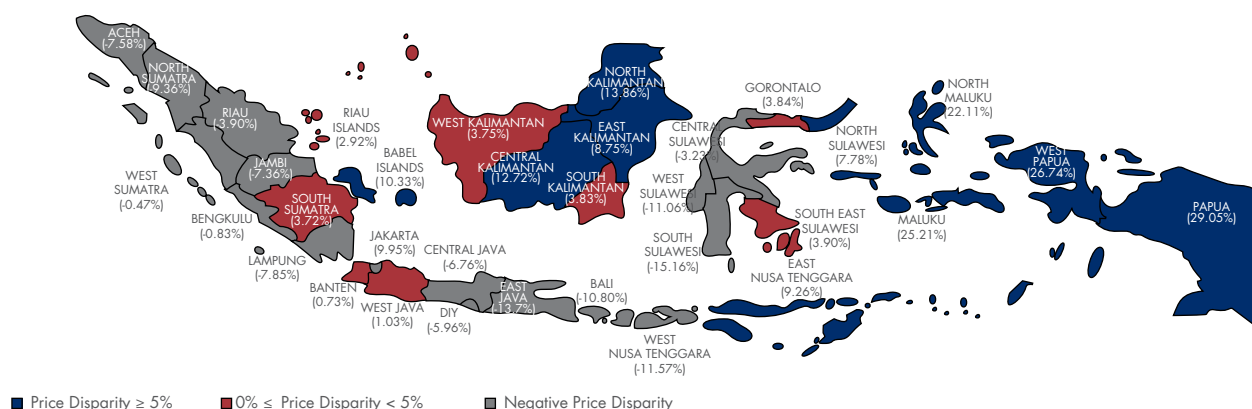 ACEH
(-7.58%)
NORTH
SUMATRA
(-9.36%)
RIAU
(-3.90%)
RIAU
ISLANDS
(2.92%)
JAMBI
(-7.36%)
WEST
SUMATRA
(-0.47%)
SOUTH
SUMATRA
(3.72%)
BENGKULU
(-0.83%)
LAMPUNG
(-7.85%)
BABEL
ISLANDS
(10.33%)
JAKARTA
(9.95%)
BANTEN
(0.73%)
WEST JAVA
(1.03%)
CENTRAL JAVA
(-6.76%)
DIY
(-5.96%)
EAST
JAVA
(-13.7%)
BALI
(-10.80%)
WEST
NUSA TENGGARA
(-11.57%)
EAST
NUSA TENGGARA
(9.26%)
WEST KALIMANTAN
(3.75%)
CENTRAL
KALIMANTAN
(12.72%)
NORTH
KALIMANTAN
(13.86%)
EAST
KALIMANTAN
(8.75%)
SOUTH
KALIMANTAN
(3.83%)
GORONTALO
(3.84%)
CENTRAL
SULAWESI
(-3.23%)
WEST
SULAWESI
(-11.06%)
SOUTH
SULAWESI
(-15.16%)
NORTH
SULAWESI
(7.78%)
SOUTH EAST
SULAWESI
(3.90%)
NORTH
MALUKU
(22.11%)
MALUKU
(25.21%)
WEST
PAPUA
(26.74%)
PAPUA
(29.05%)
Price Disparity ≥ 5%
0% ≤ Price Disparity < 5%
Negative Price Disparity